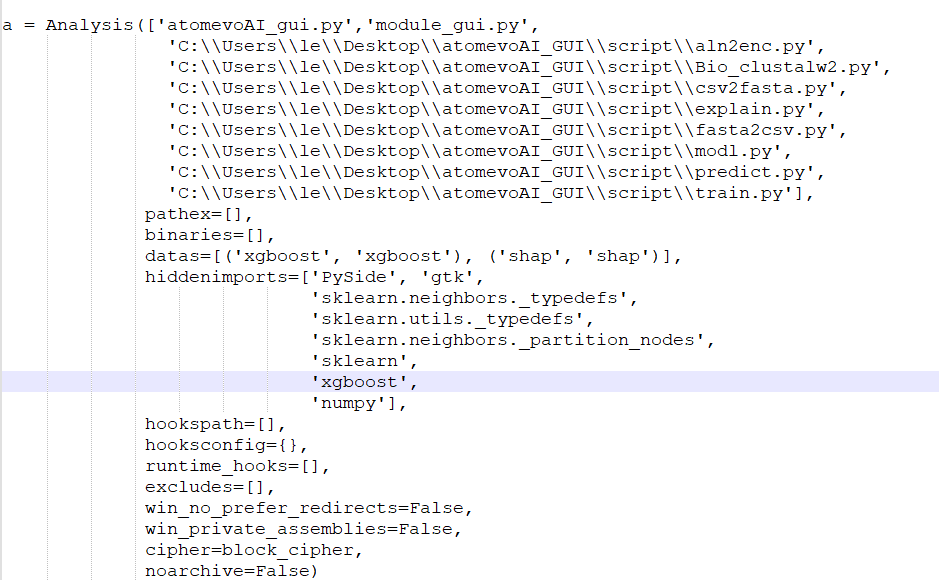 a = Analysis(['atomevoAI_gui.py','module_gui.py',
'C:\\Users\\le\\Desktop\\atomevoAI_GUI\\script\\aln2enc.py',
'C:\\Users\\le\\Desktop\\atomevoAI_GUI\\script\\Bio_clustalw2.py',
'C:\\Users\\le\\Desktop\\atomevoAI_GUI\\script\\csv2fasta.py',
'C:\\Users\\le\\Desktop\\atomevoAI_GUI\\script\\explain.py',
'C:\\Users\\le\\Desktop\\atomevoAI_GUI\\script\\fasta2csv.py',
'C:\\Users\\le\\Desktop\\atomevoAI_GUI\\script\\modl.py',
'C:\\Users\\le\\Desktop\\atomevoAI_GUI\\script\\predict.py',
'C:\\Users\\le\\Desktop\\atomevoAI_GUI\\script\\train.py'],
pathex=[],
binaries=[],
datas=[('xgboost', 'xgboost'), ('shap', 'shap')],
hiddenimports=['PySide', 'gtk',
'sklearn.neighbors._typedefs',
'sklearn.utils._typedefs',
'sklearn.neighbors._partition_nodes',
'sklearn',
'xgboost',
'numpy'],
hookspath=[],
hooksconfig={},
runtime_hooks=[],
excludes=[],
win_no_prefer_redirects=False,
win_private_assemblies=False,
cipher=block_cipher,
noarchive=False)